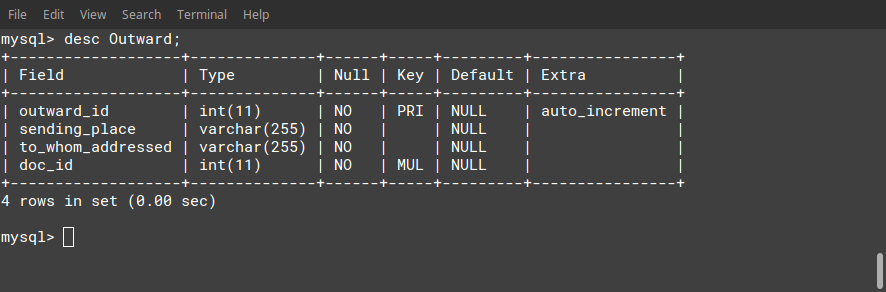 File Edit View Search Terminal Help
mysql> desc Outward;
+-------------------+--------------+------+-----+---------+----------------+
| Field             | Type         | Null | Key | Default | Extra          |
+-------------------+--------------+------+-----+---------+----------------+
| outward_id        | int(11)      | NO   | PRI | NULL    | auto_increment |
| sending_place     | varchar(255) | NO   |     | NULL    |                |
| to_whom_addressed | varchar(255) | NO   |     | NULL    |                |
| doc_id            | int(11)      | NO   | MUL | NULL    |                |
+-------------------+--------------+------+-----+---------+----------------+
4 rows in set (0.00 sec)
mysql>